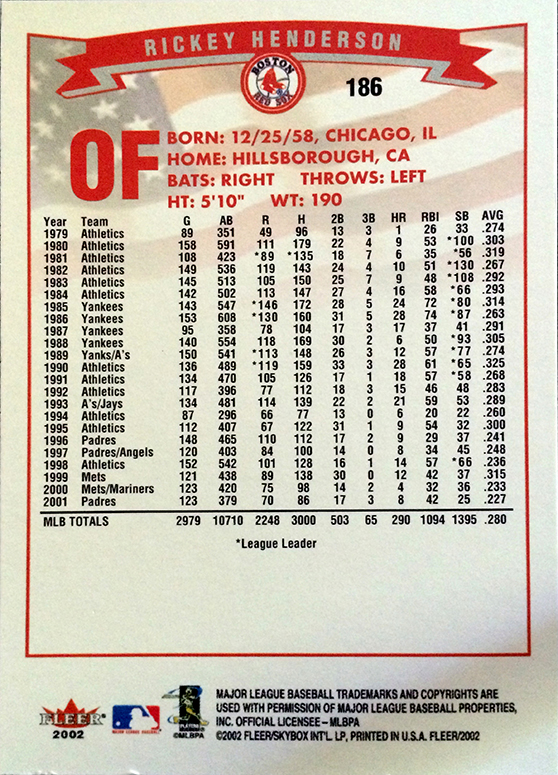 RICKEY HENDERSON
BOSTON
RED SOX
186
OF
BORN: 12/25/58, CHICAGO, IL
HOME: HILLSBOROUGH, CA
BATS: RIGHT THROWS: LEFT
HT: 5'10" WT: 190
Year Team G AB R H 2B 3B HR RBI SB AVG
1979 Athletics 89 351 49 96 13 3 1 26 33 .274
1980 Athletics 158 591 111 179 22 4 9 53 *100 .303
1981 Athletics 108 423 *89 *135 18 7 6 35 *56 .319
1982 Athletics 149 536 119 143 24 4 10 51 *130 .267
1983 Athletics 145 513 105 150 25 7 9 48 *108 .292
1984 Athletics 142 502 113 147 27 4 16 58 *66 .293
1985 Yankees 143 547 *146 172 28 5 24 72 *80 .314
1986 Yankees 153 608 *130 160 31 5 28 74 *87 .263
1987 Yankees 95 358 78 104 17 3 17 37 41 .291
1988 Yankees 140 554 118 169 30 2 6 50 *93 .305
1989 Yanks/A's 150 541 *113 148 26 3 12 57 *77 .274
1990 Athletics 136 489 *119 159 33 3 28 61 *65 .325
1991 Athletics 134 470 105 126 17 1 18 57 *58 .268
1992 Athletics 117 396 77 112 18 3 15 46 48 .283
1993 A's/Jays 134 481 114 139 22 2 21 59 53 .289
1994 Athletics 87 296 66 77 13 0 6 20 22 .260
1995 Athletics 112 407 67 122 31 1 9 54 32 .300
1996 Padres 148 465 110 112 17 2 9 29 37 .241
1997 Padres/Angels 120 403 84 100 14 0 8 34 45 .248
1998 Athletics 152 542 101 128 16 1 14 57 *66 .236
1999 Mets 121 438 89 138 30 0 12 42 37 .315
2000 Mets/Mariners 123 420 75 98 14 2 4 32 36 .233
2001 Padres 123 379 70 86 17 3 8 42 25 .227
MLB TOTALS 2979 10710 2248 3000 503 65 290 1094 1395 .280
*League Leader
FLEER
2002
MAJOR LEAGUE BASEBALL
PLAYERS
©MLBPA
MAJOR LEAGUE BASEBALL TRADEMARKS AND COPYRIGHTS ARE
USED WITH PERMISSION OF MAJOR LEAGUE BASEBALL PROPERTIES,
INC. OFFICIAL LICENSEE – MLBPA
©2002 FLEER/SKYBOX INT'L. LP, PRINTED IN U.S.A. FLEER/2002